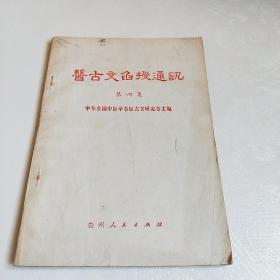 醫古文函授通訊
第四集
中华全国中医学会医古文研究会主编
贵州人民出版社